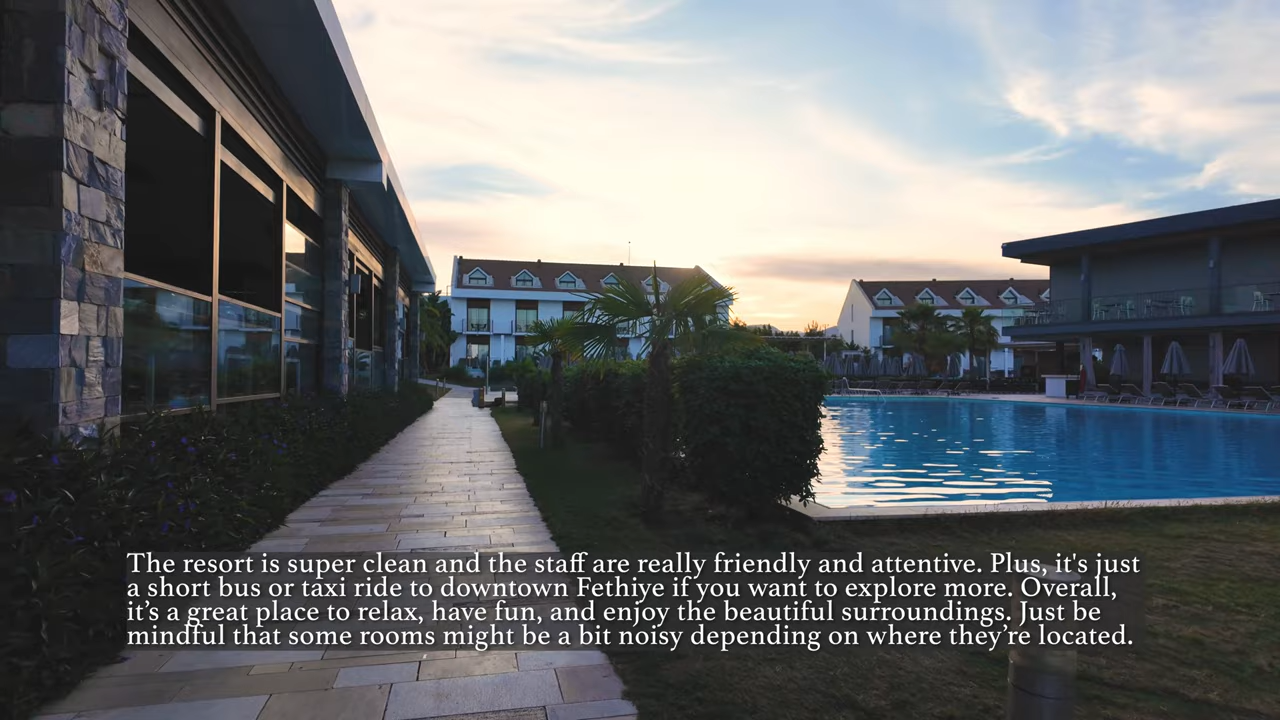 The resort is super clean and the staff are really friendly and attentive. Plus, it's just
a short bus or taxi ride to downtown Fethiye if you want to explore more. Overall,
it’s a great place to relax, have fun, and enjoy the beautiful surroundings. Just be
mindful that some rooms might be a bit noisy depending on where they’re located.